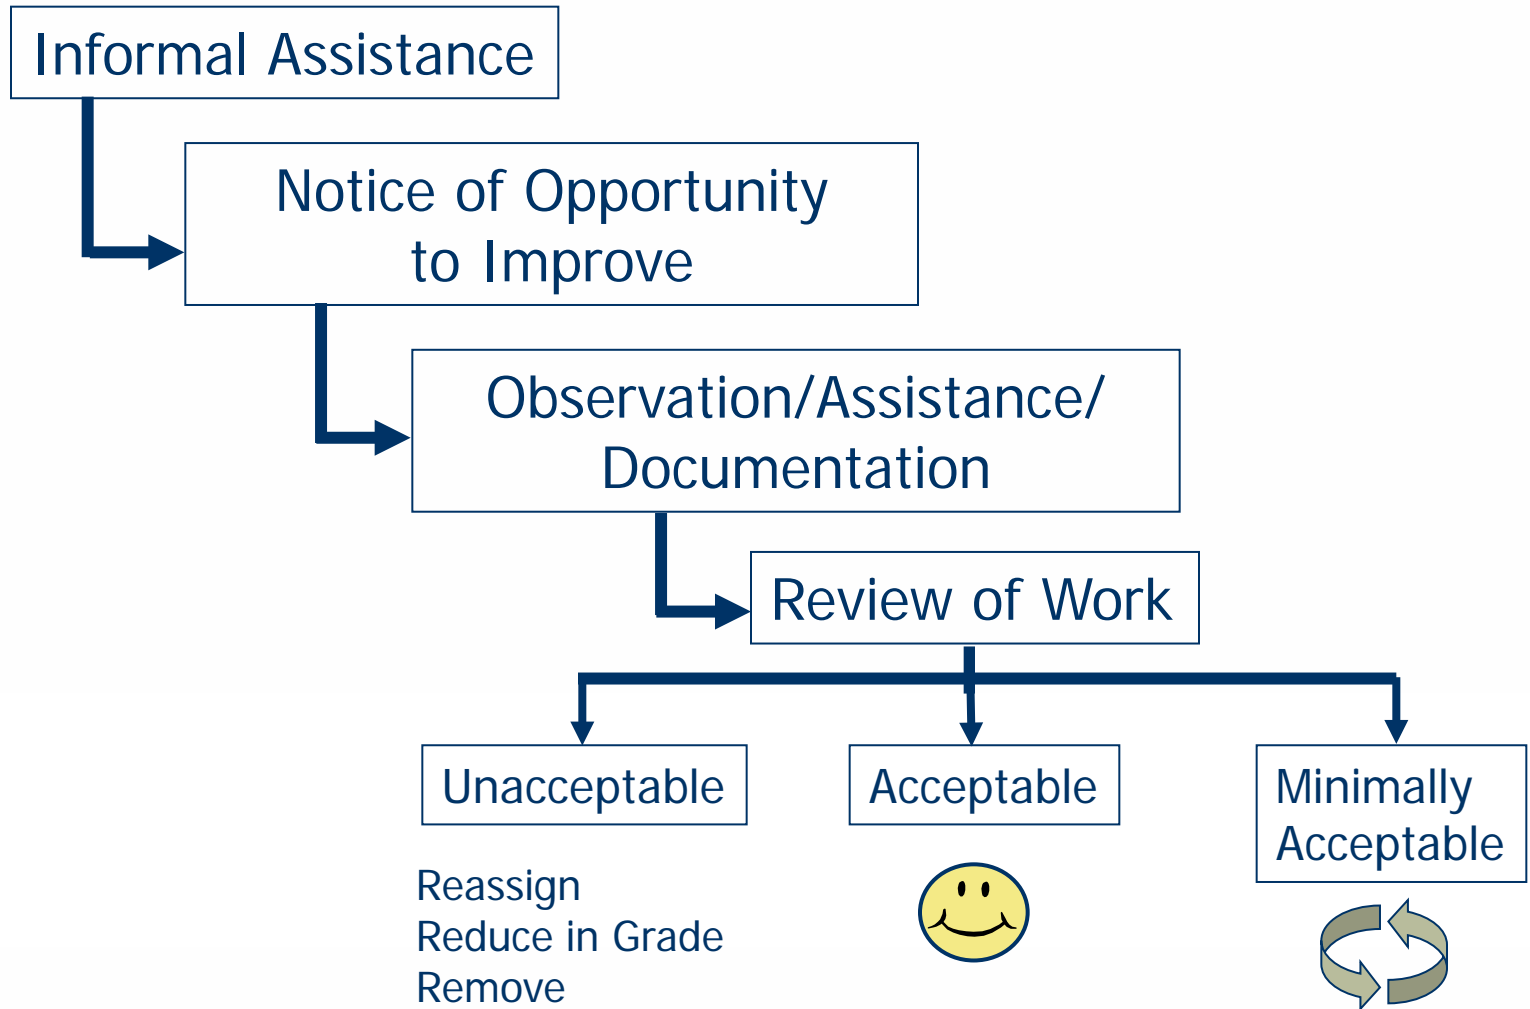 Informal Assistance
Notice of Opportunity
to Improve
Observation/Assistance/
Documentation
Review of Work
Unacceptable
Acceptable
Minimally
Acceptable
Reassign
Reduce in Grade
Remove